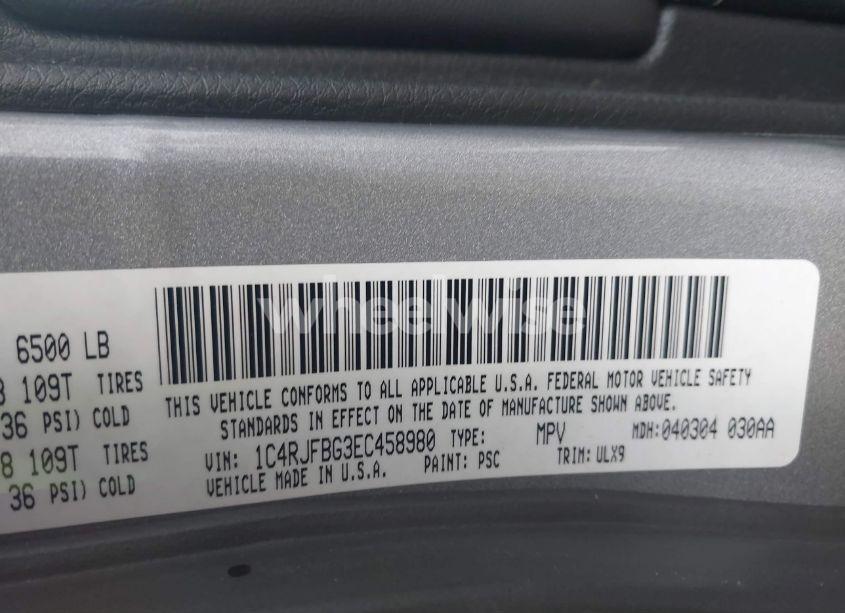 wheelwise
6500 LB
109T TIRES
36 PSI) COLD
109T TIRES
36 PSI) COLD
THIS VEHICLE CONFORMS TO ALL APPLICABLE U.S.A. FEDERAL MOTOR VEHICLE SAFETY
STANDARDS IN EFFECT ON THE DATE OF MANUFACTURE SHOWN ABOVE.
VIN: 1C4RJFBG3EC458980 TYPE: MPV MDH:040304 030AA
VEHICLE MADE IN U.S.A. PAINT: PSC TRIM: ULX9